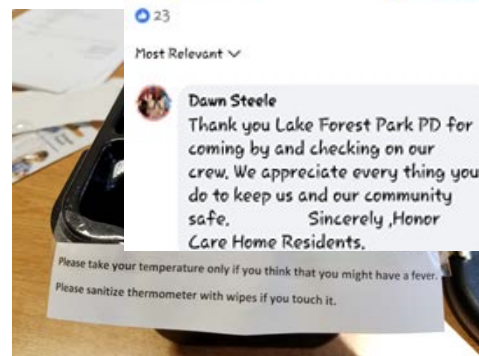 23
Most Relevant
Dawn Steele
Thank you Lake Forest Park PD for
coming by and checking on our
crew. We appreciate every thing you
do to keep us and our community
safe. Sincerely ,Honor
Care Home Residents.
Please take your temperature only if you think that you might have a fever.
Please sanitize thermometer with wipes if you touch it.